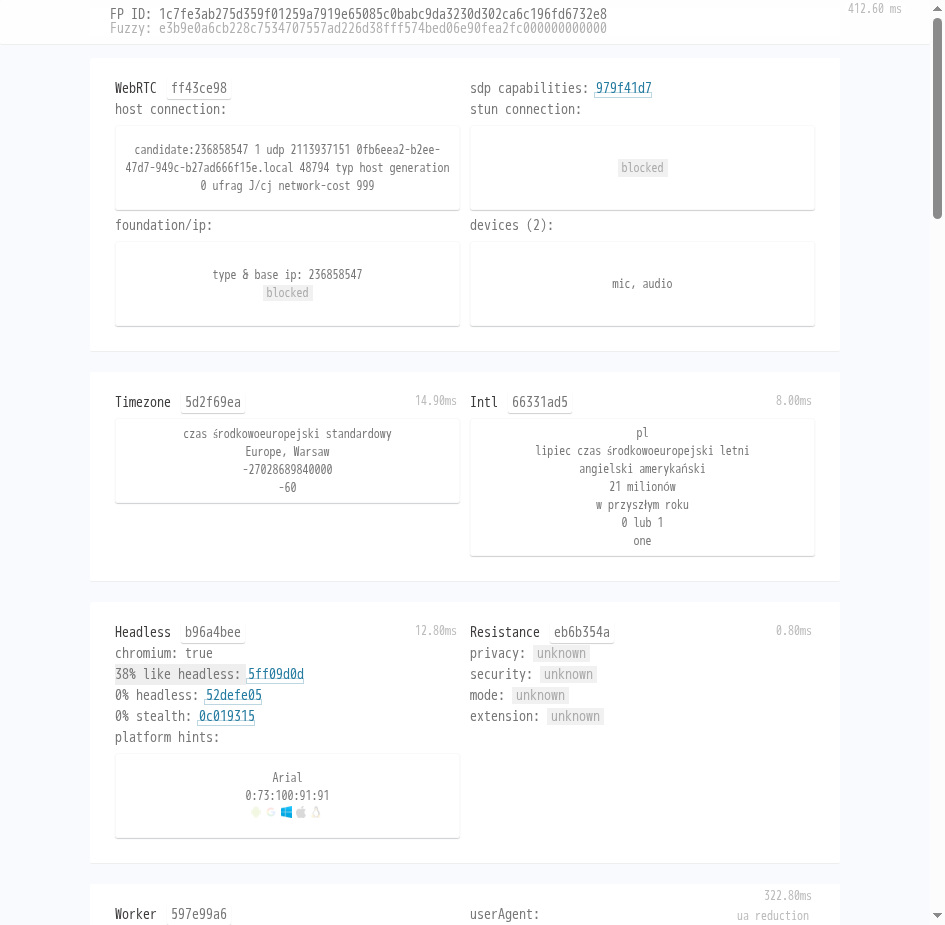 FP ID: 1c7fe3ab275d359f01259a7919e65085c0babc9da3230d302ca6c196fd6732e8
412.60 ms
Fuzzy: e3b9e0a6cb228c7534707557ad226d38fff574bed06e90fea2fc000000000000
WebRTC ff43ce98
host connection:
candidate:236858547 1 udp 2113937151 0fb6eea2-b2ee-
47d7-949c-b27ad666f15e.local 48794 typ host generation
0 ufrag J/cj network-cost 999
foundation/ip:
type & base ip: 236858547
blocked
sdp capabilities: 979f41d7
stun connection:
blocked
devices (2):
mic, audio
Timezone 5d2f69ea 14.90ms
czas środkowoeuropejski standardowy
Europe, Warsaw
-27028689840000
-60
Intl 66331ad5 8.00ms
pl
lipiec czas środkowoeuropejski letni
angielski amerykański
21 milionów
w przyszłym roku
0 lub 1
one
Headless b96a4bee 12.80ms
chromium: true
38% like headless: 5ff09d0d
0% headless: 52defe05
0% stealth: 0c019315
platform hints:
Arial
0:73:100:91:91
Resistance eb6b354a 0.80ms
privacy: unknown
security: unknown
mode: unknown
extension: unknown
Worker 597e99a6
322.80ms
userAgent:
ua reduction